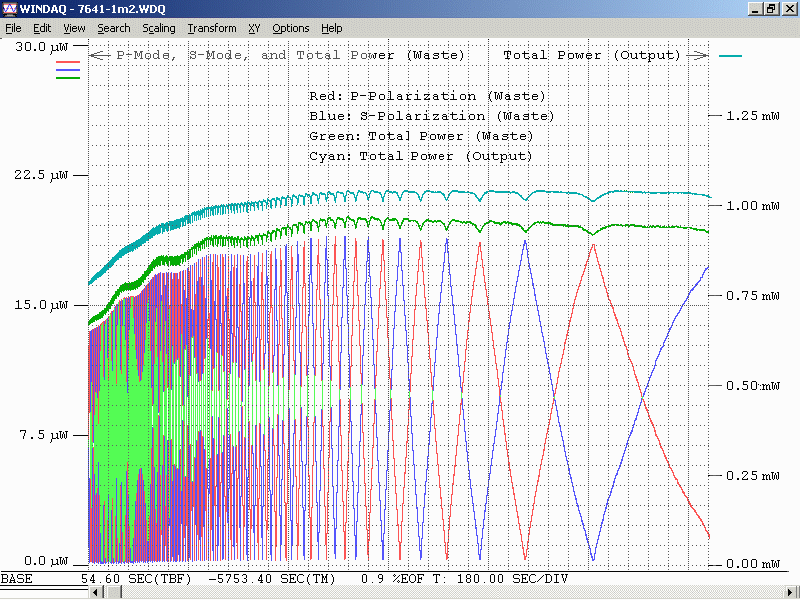 WINDAQ - 7641-1m2.WDQ
File Edit View Search Scaling Transform XY Options Help
30.0 µW
P-Mode, S-Mode, and Total Power (Waste) Total Power (Output)
Red: P-Polarization (Waste)
Blue: S-Polarization (Waste)
1.25 mW
Green: Total Power (Waste)
Cyan: Total Power (Output)
22.5 µW
1.00 mW
0.75 mW
15.0 µW
0.50 mW
7.5 µW
0.25 mW
0.0 µW
0.00 mW
BASE 54.60 SEC(TBF) -5753.40 SEC(TM) 0.9 %EOF T: 180.00 SEC/DIV